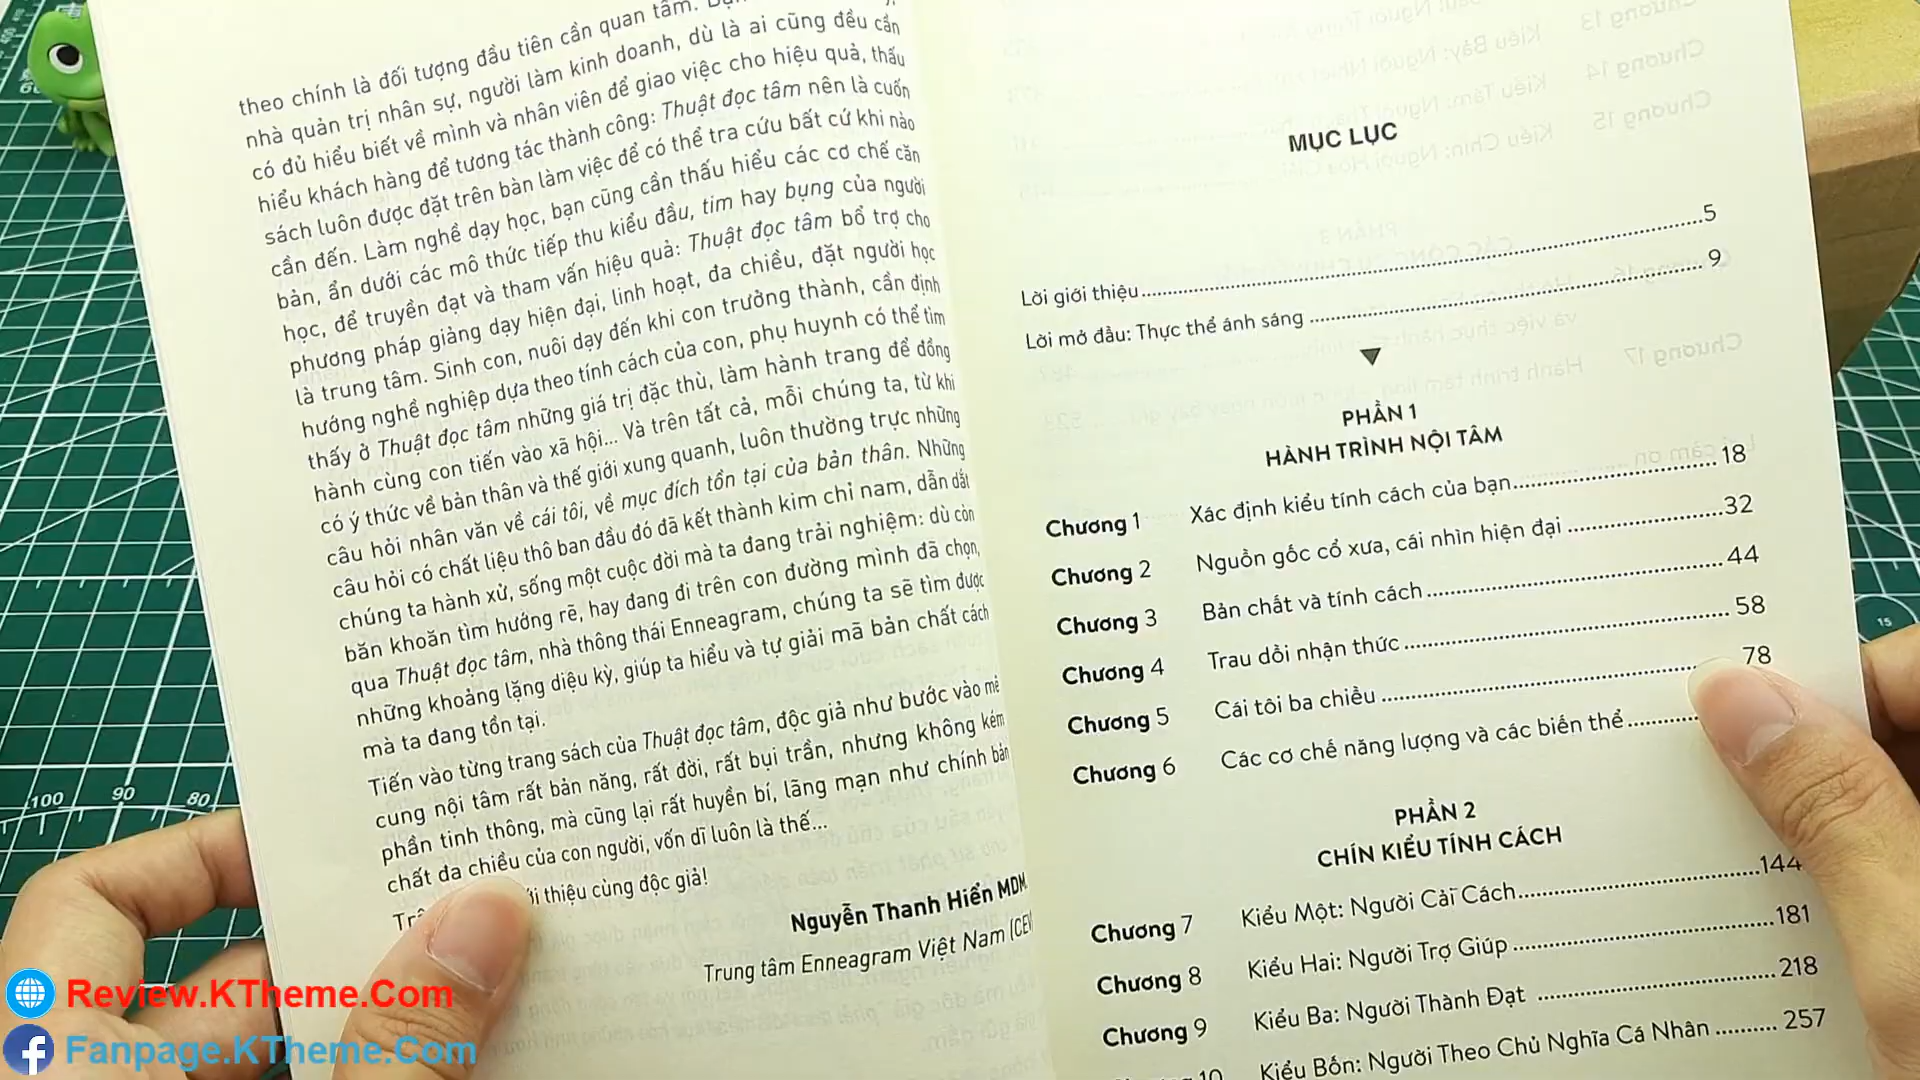 theo chính là đối tượng đầu tiên cần quan tâm.
nhà quản trị nhân sự, người làm kinh doanh, dù là ai cũng đều cần
có đủ hiểu biết về mình và nhân viên để giao việc cho hiệu quả, thấu
hiểu khách hàng để tương tác thành công: Thuật đọc tâm nên là cuốn
sách luôn được đặt trên bàn làm việc để có thể tra cứu bất cứ khi nào
cần đến. Làm nghề dạy học, bạn cũng cần thấu hiểu các cơ chế căn
bản, ẩn dưới các mô thức tiếp thu kiểu đầu, tim hay bụng của người
học, để truyền đạt và tham vấn hiệu quả: Thuật đọc tâm bổ trợ cho
phương pháp giảng dạy hiện đại, linh hoạt, đa chiều, đặt người học
là trung tâm. Sinh con, nuôi dạy đến khi con trưởng thành, cần định
hướng nghề nghiệp dựa theo tính cách của con, phụ huynh có thể tìm
thấy ở Thuật đọc tâm những giá trị đặc thù, làm hành trang để đồng
hành cùng con tiến vào xã hội... Và trên tất cả, mỗi chúng ta, từ khi
có ý thức về bản thân và thế giới xung quanh, luôn thường trực những
câu hỏi nhân văn về cái tôi, về mục đích tồn tại của bản thân. Những
câu hỏi có chất liệu thô ban đầu đó đã kết thành kim chỉ nam, dẫn dắt
chúng ta hành xử, sống một cuộc đời mà ta đang trải nghiệm: dù còn
băn khoăn tìm hướng rẽ, hay đang đi trên con đường mình đã chọn,
qua Thuật đọc tâm, nhà thông thái Enneagram, chúng ta sẽ tìm được
những khoảng lặng diệu kỳ, giúp ta hiểu và tự giải mã bản chất cách
mà ta đang tồn tại.
Tiến vào từng trang sách của Thuật đọc tâm, độc giả như bước vào mê
cung nội tâm rất bản năng, rất đời, rất bụi trần, nhưng không kém
phần tinh thông, mà cũng lại rất huyền bí, lãng mạn như chính bản
chất đa chiều của con người, vốn dĩ luôn là thế...
thiệu cùng độc giả!
Nguyễn Thanh Hiển MDM
Trung tâm Enneagram Việt Nam (CEV
MỤC LỤC
Lời giới thiệu..........5
Lời mở đầu: Thực thể ánh sáng ..........9
PHẦN 1
HÀNH TRÌNH NỘI TÂM
Chương 1 Xác định kiểu tính cách của bạn..........18
Chương 2 Nguồn gốc cổ xưa, cái nhìn hiện đại ..........32
Chương 3 Bản chất và tính cách ..........44
Chương 4 Trau dồi nhận thức ..........58
Chương 5 Cái tôi ba chiều ..........78
Chương 6 Các cơ chế năng lượng và các biến thể..........
PHẦN 2
CHÍN KIỂU TÍNH CÁCH
Chương 7 Kiểu Một: Người Cải Cách..........144
Chương 8 Kiểu Hai: Người Trợ Giúp ..........181
Chương 9 Kiểu Ba: Người Thành Đạt ..........218
10 Kiểu Bốn: Người Theo Chủ Nghĩa Cá Nhân ..........257
100 90 80
15
Review.KTheme.Com
Fanpage.KTheme.Com